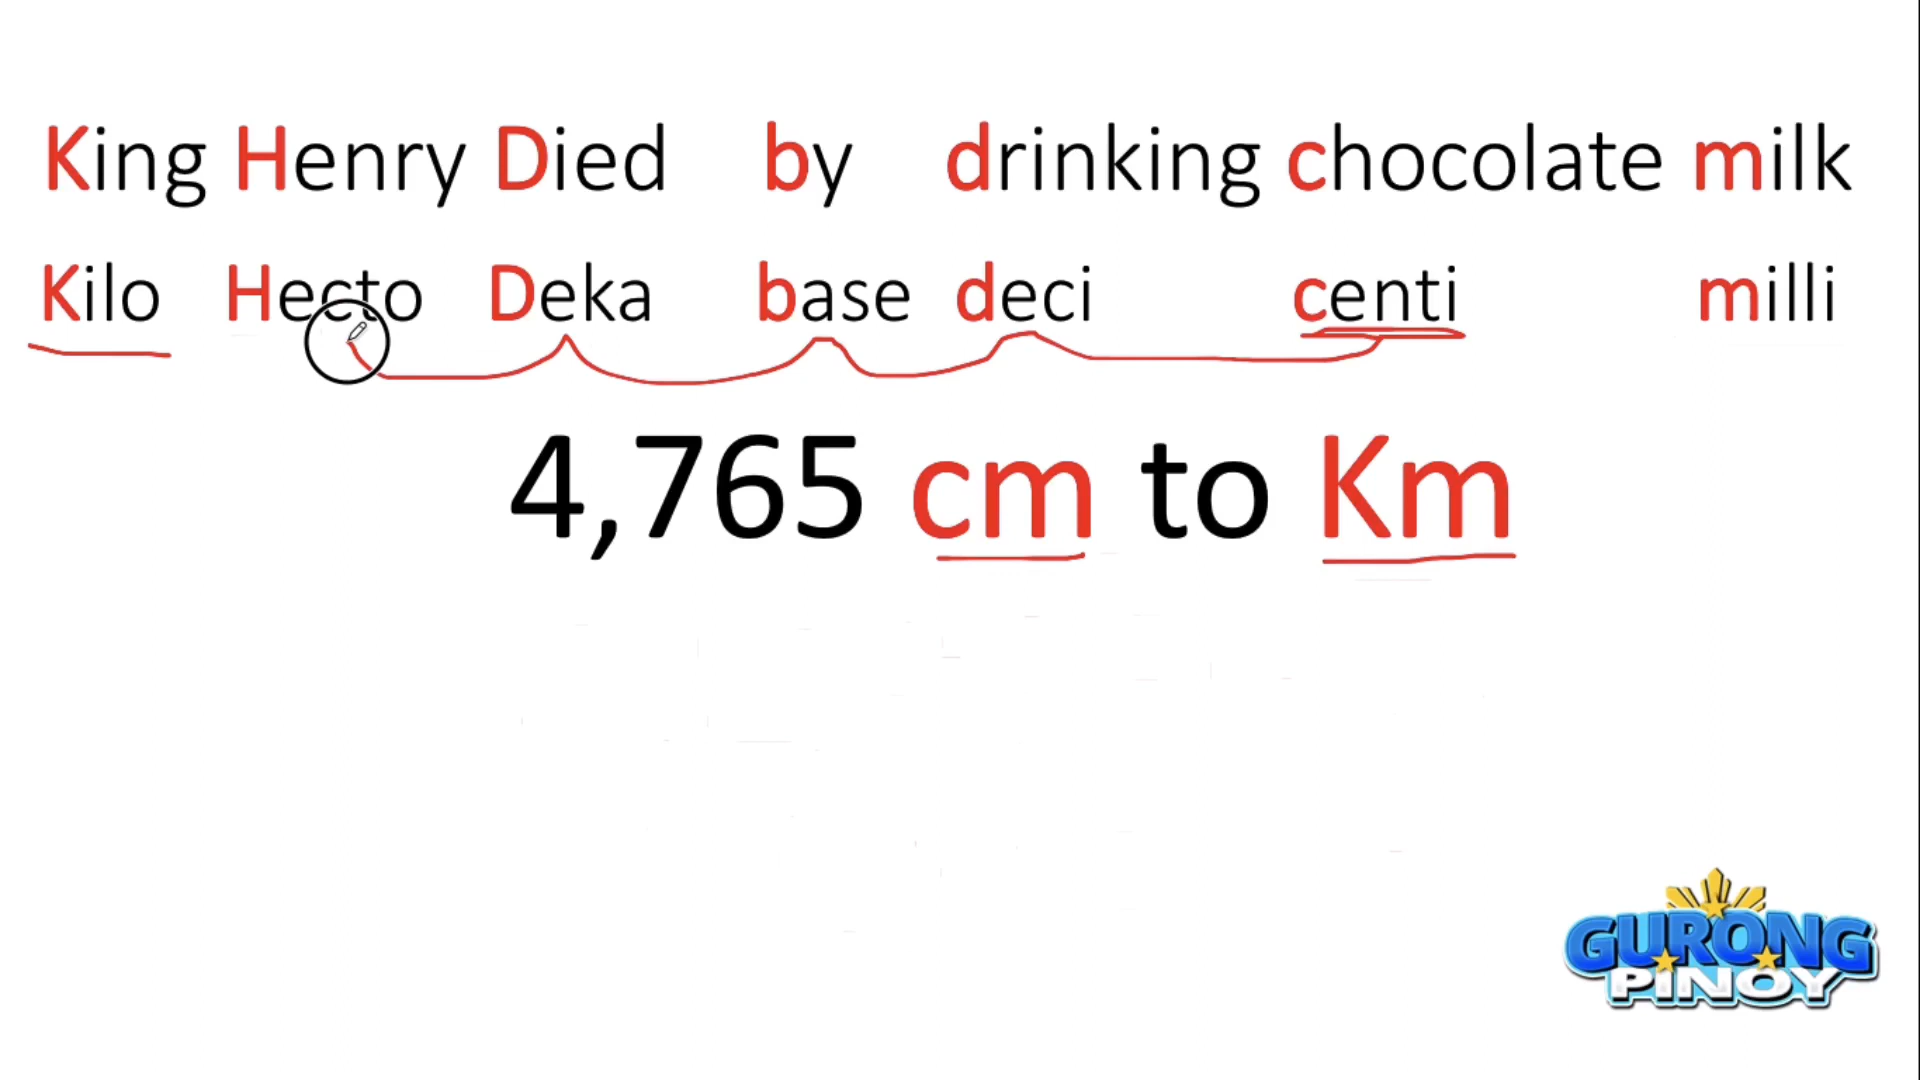 King Henry Died by drinking chocolate milk
Kilo Hecto Deka base deci centi milli
4,765 cm to Km
GURONG
PINOY